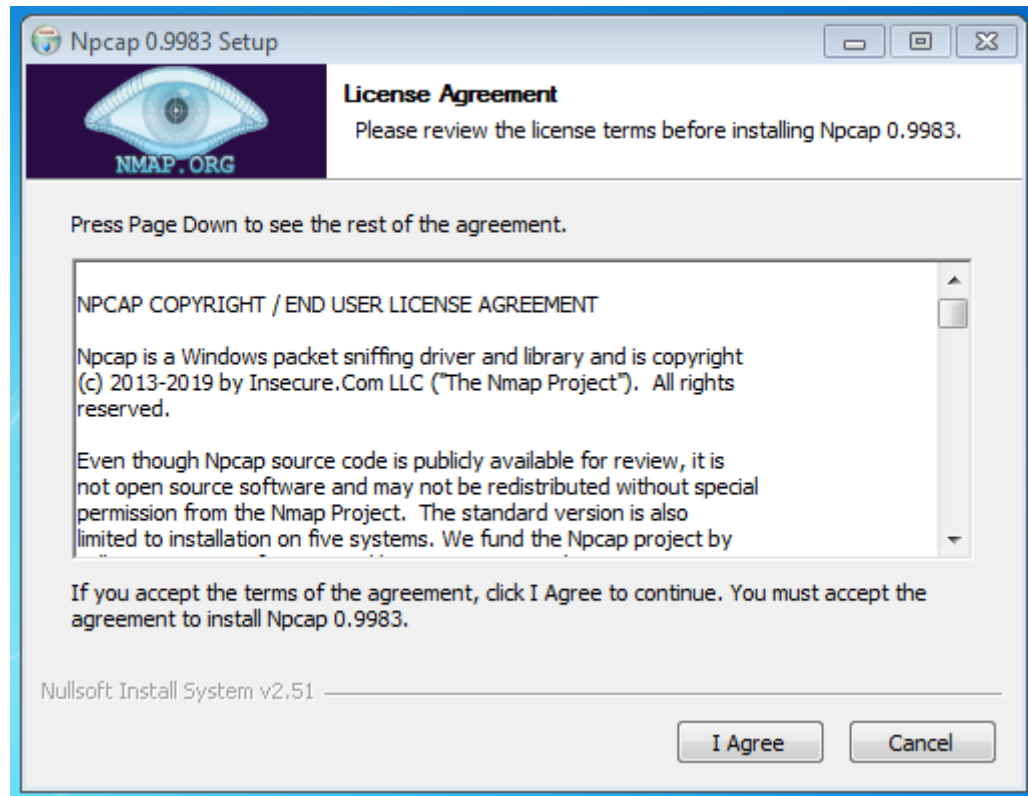 Npcap 0.9983 Setup
NMAP.ORG
License Agreement
Please review the license terms before installing Npcap 0.9983.
Press Page Down to see the rest of the agreement.
NPCAP COPYRIGHT / END USER LICENSE AGREEMENT
Npcap is a Windows packet sniffing driver and library and is copyright
(c) 2013-2019 by Insecure.Com LLC ("The Nmap Project").  All rights
reserved.
Even though Npcap source code is publicly available for review, it is
not open source software and may not be redistributed without special
permission from the Nmap Project.  The standard version is also
limited to installation on five systems. We fund the Npcap project by
If you accept the terms of the agreement, click I Agree to continue. You must accept the
agreement to install Npcap 0.9983.
Nullsoft Install System v2.51
I Agree
Cancel